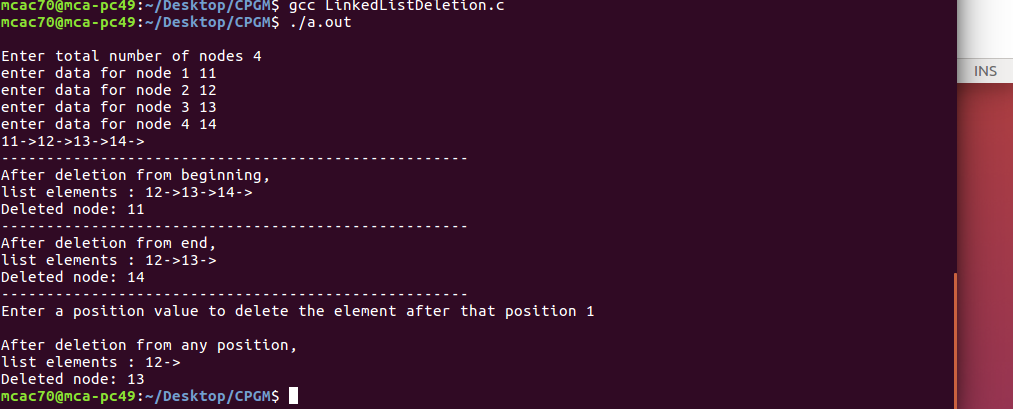 mcac70@mca-pc49:~/Desktop/CPGM$ gcc LinkedListDeletion.c
mcac70@mca-pc49:~/Desktop/CPGM$ ./a.out
INS
Enter total number of nodes 4
enter data for node 1 11
enter data for node 2 12
enter data for node 3 13
enter data for node 4 14
11->12->13->14->
----------------------------------------------------
After deletion from beginning,
list elements : 12->13->14->
Deleted node: 11
----------------------------------------------------
After deletion from end,
list elements : 12->13->
Deleted node: 14
----------------------------------------------------
Enter a position value to delete the element after that position 1
After deletion from any position,
list elements : 12->
Deleted node: 13
mcac70@mca-pc49:~/Desktop/CPGM$